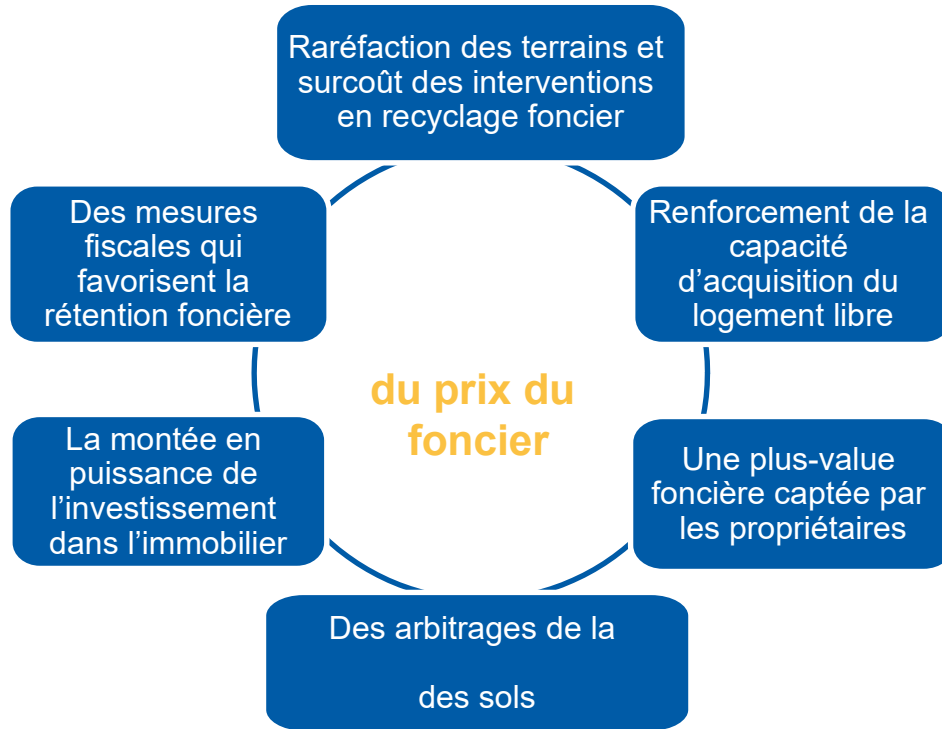 Raréfaction des terrains et
surcoût des interventions
en recyclage foncier
Des mesures
fiscales qui
favorisent la
rétention foncière
Renforcement de la
capacité
d’acquisition du
logement libre
du prix du
foncier
La montée en
puissance de
l’investissement
dans l’immobilier
Une plus-value
foncière captée par
les propriétaires
Des arbitrages de la
des sols